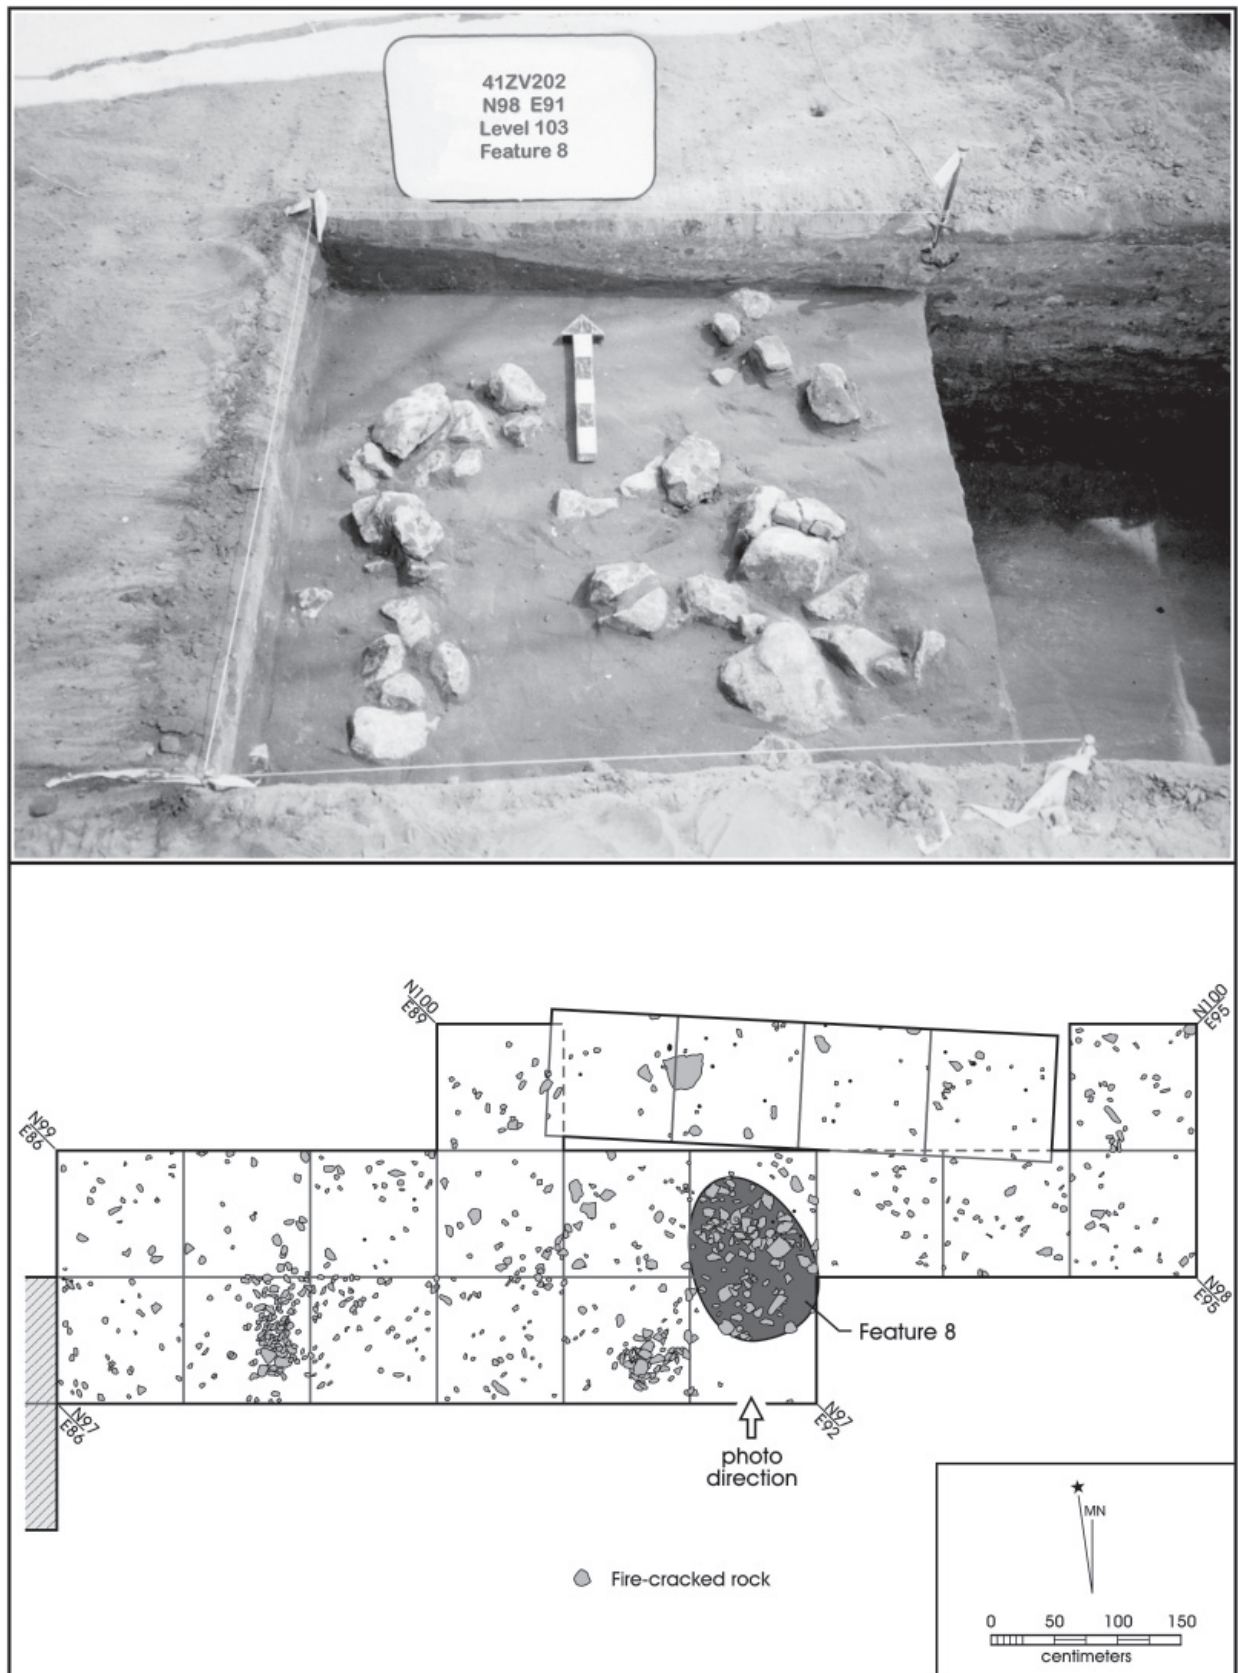 41ZV202
N98 E91
Level 103
Feature 8
N100
E89
N100
E95
N99
E86
Feature 8
N98
E95
N97
E86
N97
E92
photo
direction
MN
Fire-cracked rock
0 50 100 150
centimeters